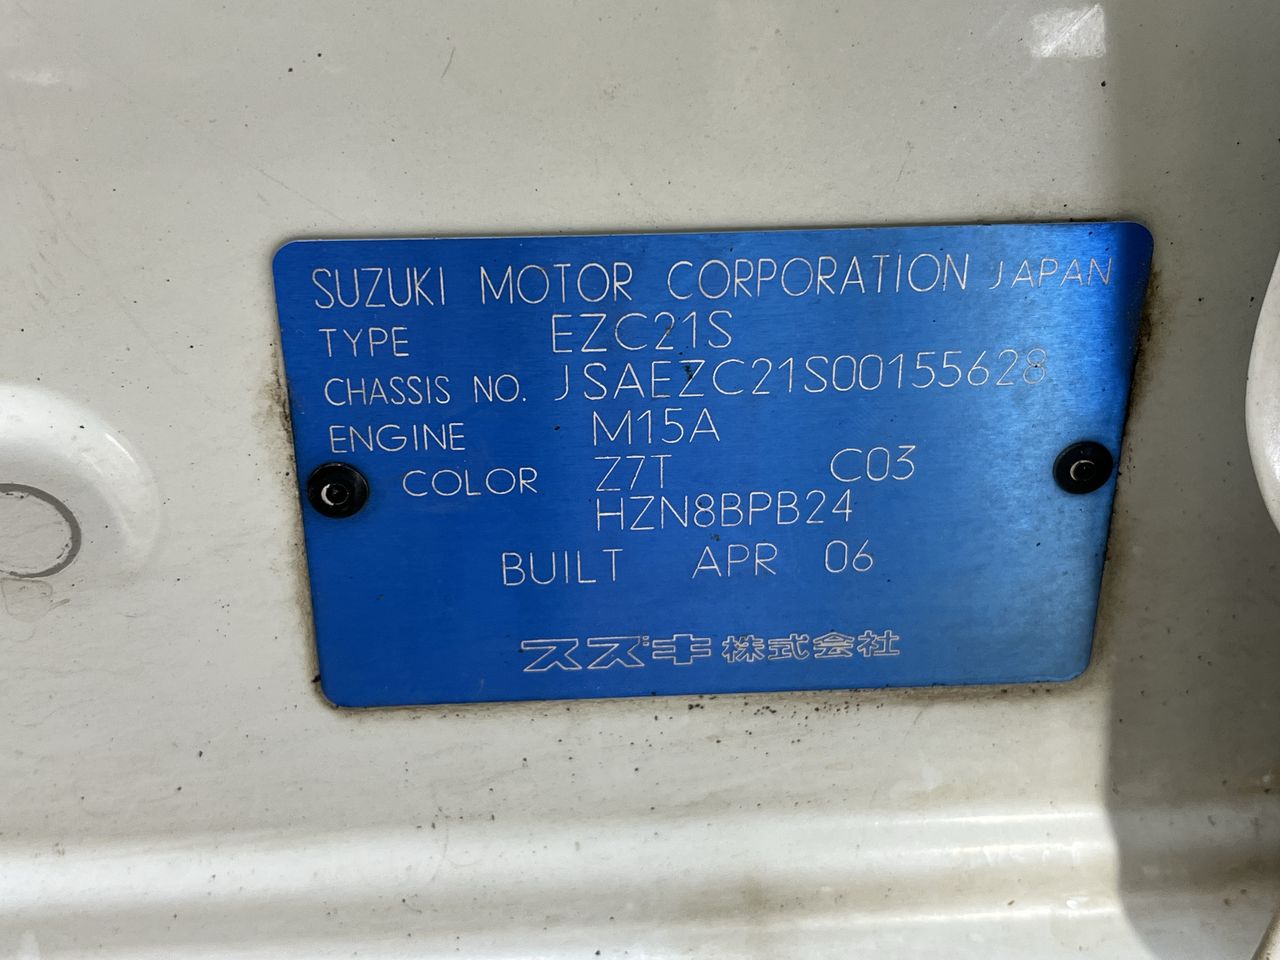 SUZUKI MOTOR CORPORATION JAPAN
TYPE EZC21S
CHASSIS NO. JSAEZC21S00155628
ENGINE M15A
COLOR Z7T C03
HZN8BPB24
BUILT APR 06
スズキ株式会社